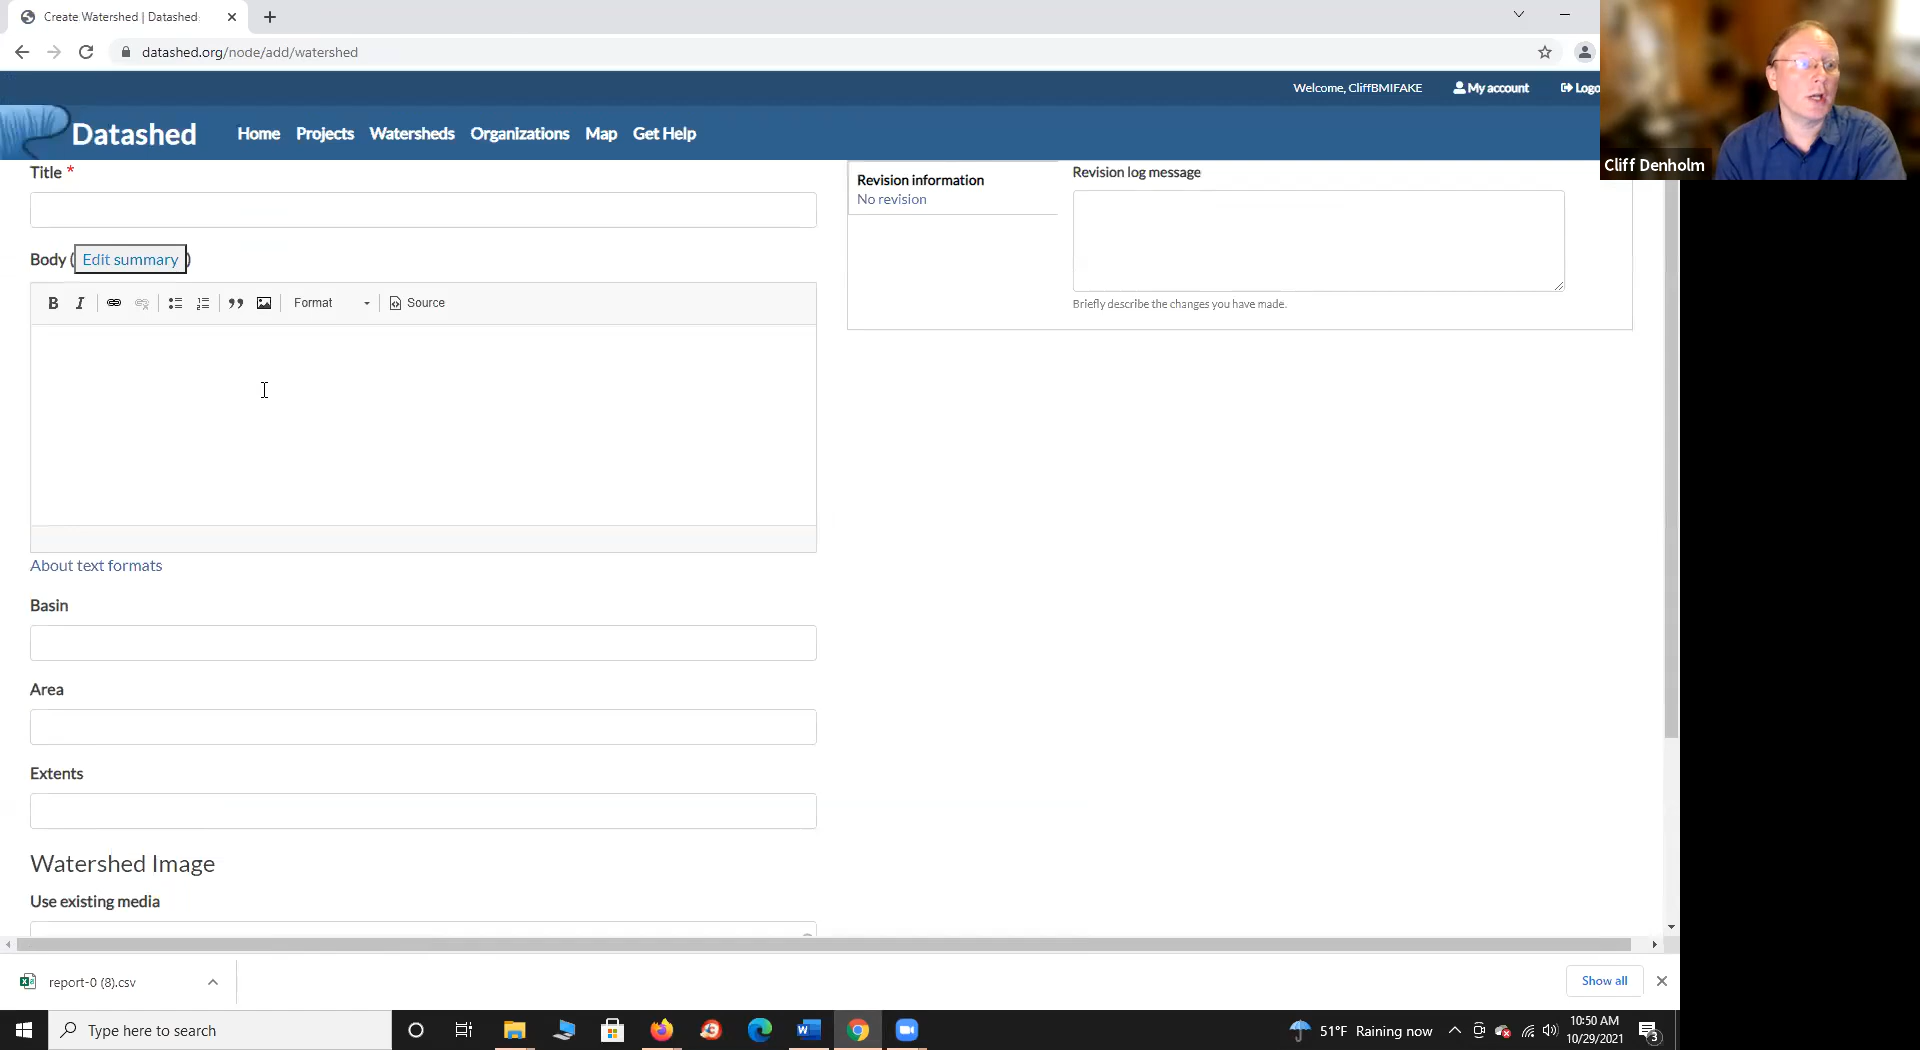 Create Watershed | Datashed
datashed.org/node/add/watershed
Welcome, CliffBMIFAKE My account Logo
Datashed Home Projects Watersheds Organizations Map Get Help
Cliff Denholm
Title *
Revision information
No revision
Revision log message
Briefly describe the changes you have made.
Body (Edit summary)
B I Format Source
About text formats
Basin
Area
Extents
Watershed Image
Use existing media
report-0 (8).csv
Show all
Type here to search
51°F Raining now
10:50 AM
10/29/2021
3